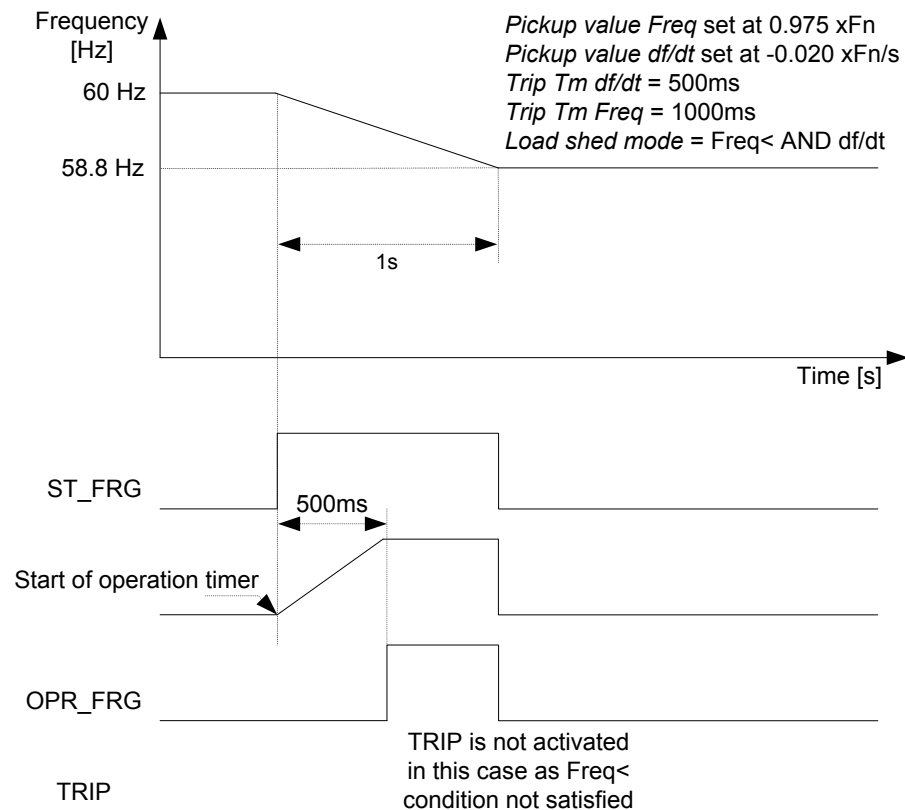 Frequency
[Hz]
Pickup value Freq set at 0.975 xFn
Pickup value df/dt set at -0.020 xFn/s
Trip Tm df/dt = 500ms
Trip Tm Freq = 1000ms
Load shed mode = Freq< AND df/dt
60 Hz
58.8 Hz
1s
Time [s]
ST_FRG
500ms
Start of operation timer
OPR_FRG
TRIP is not activated
in this case as Freq<
condition not satisfied
TRIP